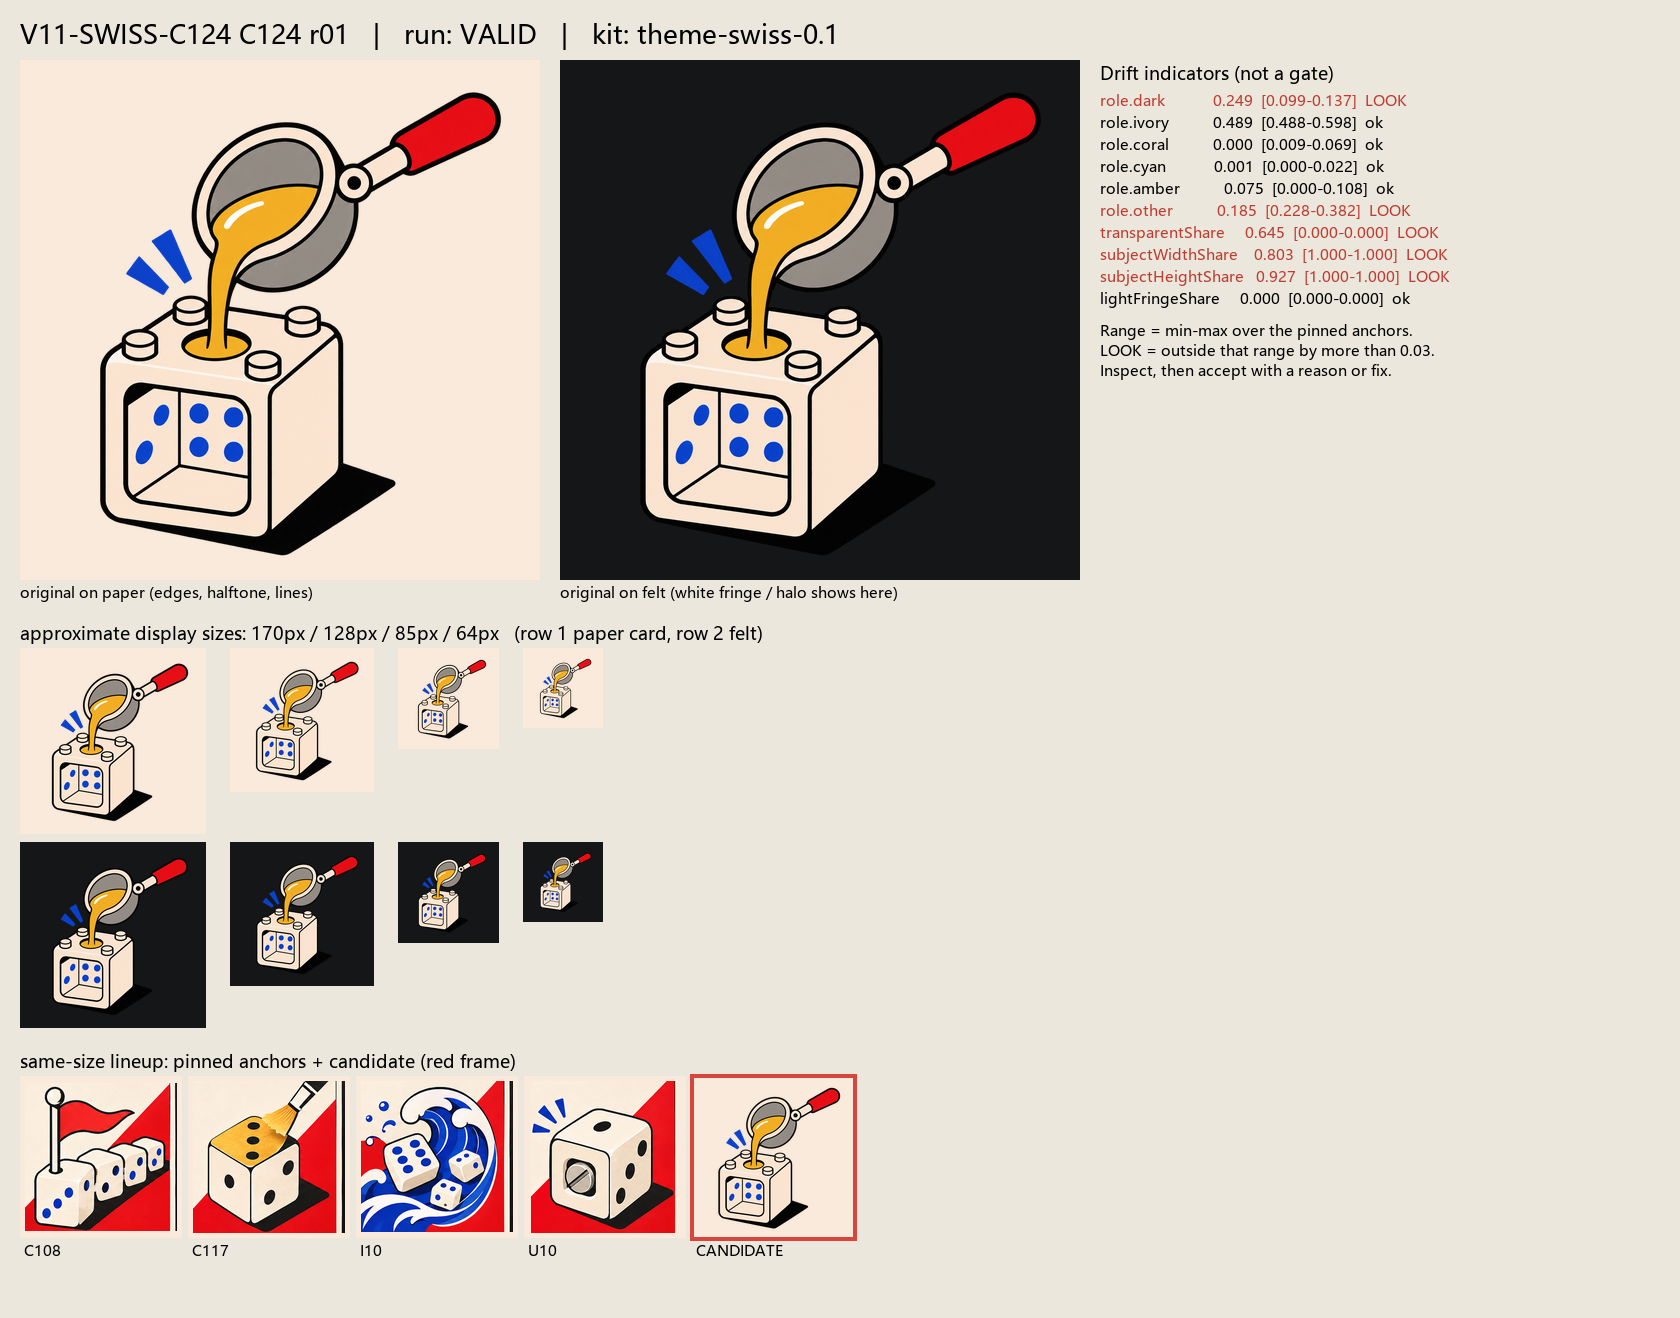 V11-SWISS-C124 C124 r01 | run: VALID | kit: theme-swiss-0.1
Drift indicators (not a gate)
role.dark 0.249 [0.099-0.137] LOOK
role.ivory 0.489 [0.488-0.598] ok
role.coral 0.000 [0.009-0.069] ok
role.cyan 0.001 [0.000-0.022] ok
role.amber 0.075 [0.000-0.108] ok
role.other 0.185 [0.228-0.382] LOOK
transparentShare 0.645 [0.000-0.000] LOOK
subjectWidthShare 0.803 [1.000-1.000] LOOK
subjectHeightShare 0.927 [1.000-1.000] LOOK
lightFringeShare 0.000 [0.000-0.000] ok
Range = min-max over the pinned anchors.
LOOK = outside that range by more than 0.03.
Inspect, then accept with a reason or fix.
original on paper (edges, halftone, lines)
original on felt (white fringe / halo shows here)
approximate display sizes: 170px / 128px / 85px / 64px (row 1 paper card, row 2 felt)
same-size lineup: pinned anchors + candidate (red frame)
C108
C117
I10
U10
CANDIDATE